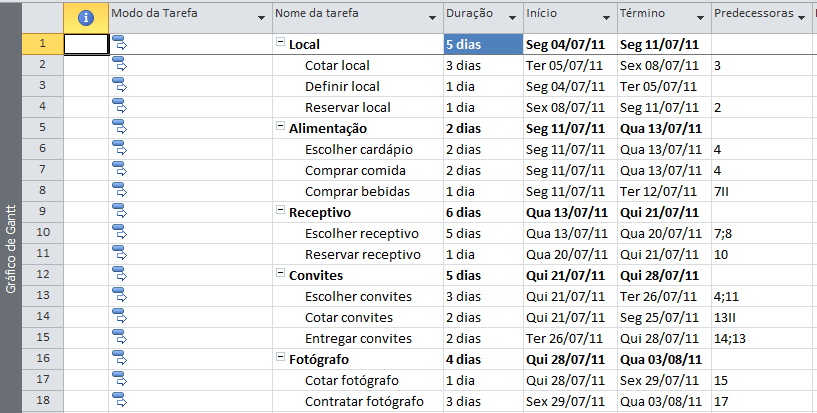 Modo da Tarefa Nome da tarefa Duração Início Término Predecessoras
1 Local 5 dias Seg 04/07/11 Seg 11/07/11
2 Cotar local 3 dias Ter 05/07/11 Sex 08/07/11 3
3 Definir local 1 dia Seg 04/07/11 Ter 05/07/11
4 Reservar local 1 dia Sex 08/07/11 Seg 11/07/11 2
5 Alimentação 2 dias Seg 11/07/11 Qua 13/07/11
6 Escolher cardápio 2 dias Seg 11/07/11 Qua 13/07/11 4
7 Comprar comida 2 dias Seg 11/07/11 Qua 13/07/11 4
8 Comprar bebidas 1 dia Seg 11/07/11 Ter 12/07/11 7II
9 Receptivo 6 dias Qua 13/07/11 Qui 21/07/11
10 Escolher receptivo 5 dias Qua 13/07/11 Qua 20/07/11 7;8
11 Reservar receptivo 1 dia Qua 20/07/11 Qui 21/07/11 10
12 Convites 5 dias Qui 21/07/11 Qui 28/07/11
13 Escolher convites 3 dias Qui 21/07/11 Ter 26/07/11 4;11
14 Cotar convites 2 dias Qui 21/07/11 Seg 25/07/11 13II
15 Entregar convites 2 dias Ter 26/07/11 Qui 28/07/11 14;13
16 Fotógrafo 4 dias Qui 28/07/11 Qua 03/08/11
17 Cotar fotógrafo 1 dia Qui 28/07/11 Sex 29/07/11 15
18 Contratar fotógrafo 3 dias Sex 29/07/11 Qua 03/08/11 17
Gráfico de Gantt